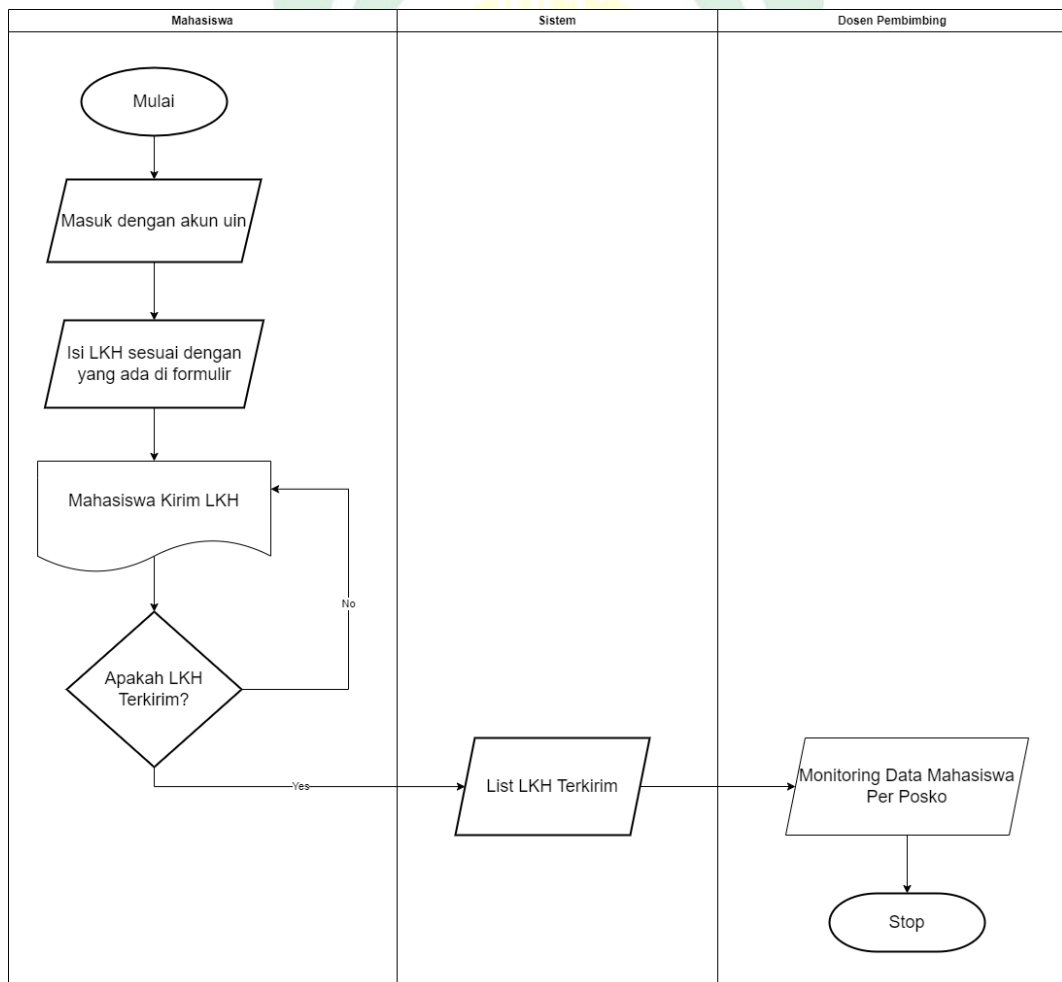 Mahasiswa
Sistem
Dosen Pembimbing
Mulai
Masuk dengan akun uin
Isi LKH sesuai dengan
yang ada di formulir
Mahasiswa Kirim LKH
No
Apakah LKH
Terkirim?
Yes
List LKH Terkirim
Monitoring Data Mahasiswa
Per Posko
Stop